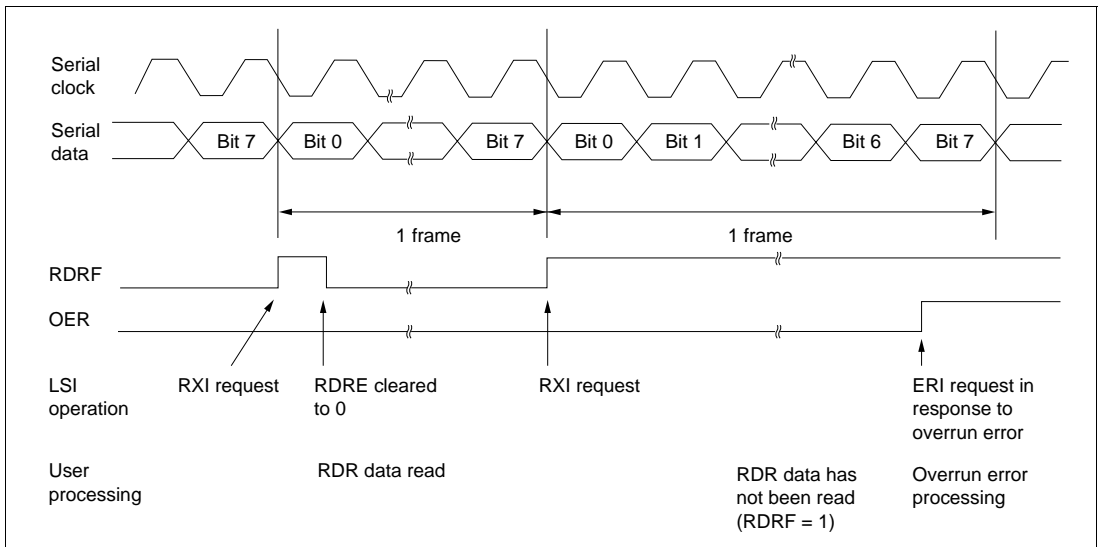 Serial
clock
Serial
data
Bit 7 Bit 0 Bit 7 Bit 0 Bit 1 Bit 6 Bit 7
1 frame 1 frame
RDRF
OER
LSI
operation
RXI request
RDRE cleared
to 0
RXI request
ERI request in
response to
overrun error
User
processing
RDR data read
RDR data has
not been read
(RDRF = 1)
Overrun error
processing